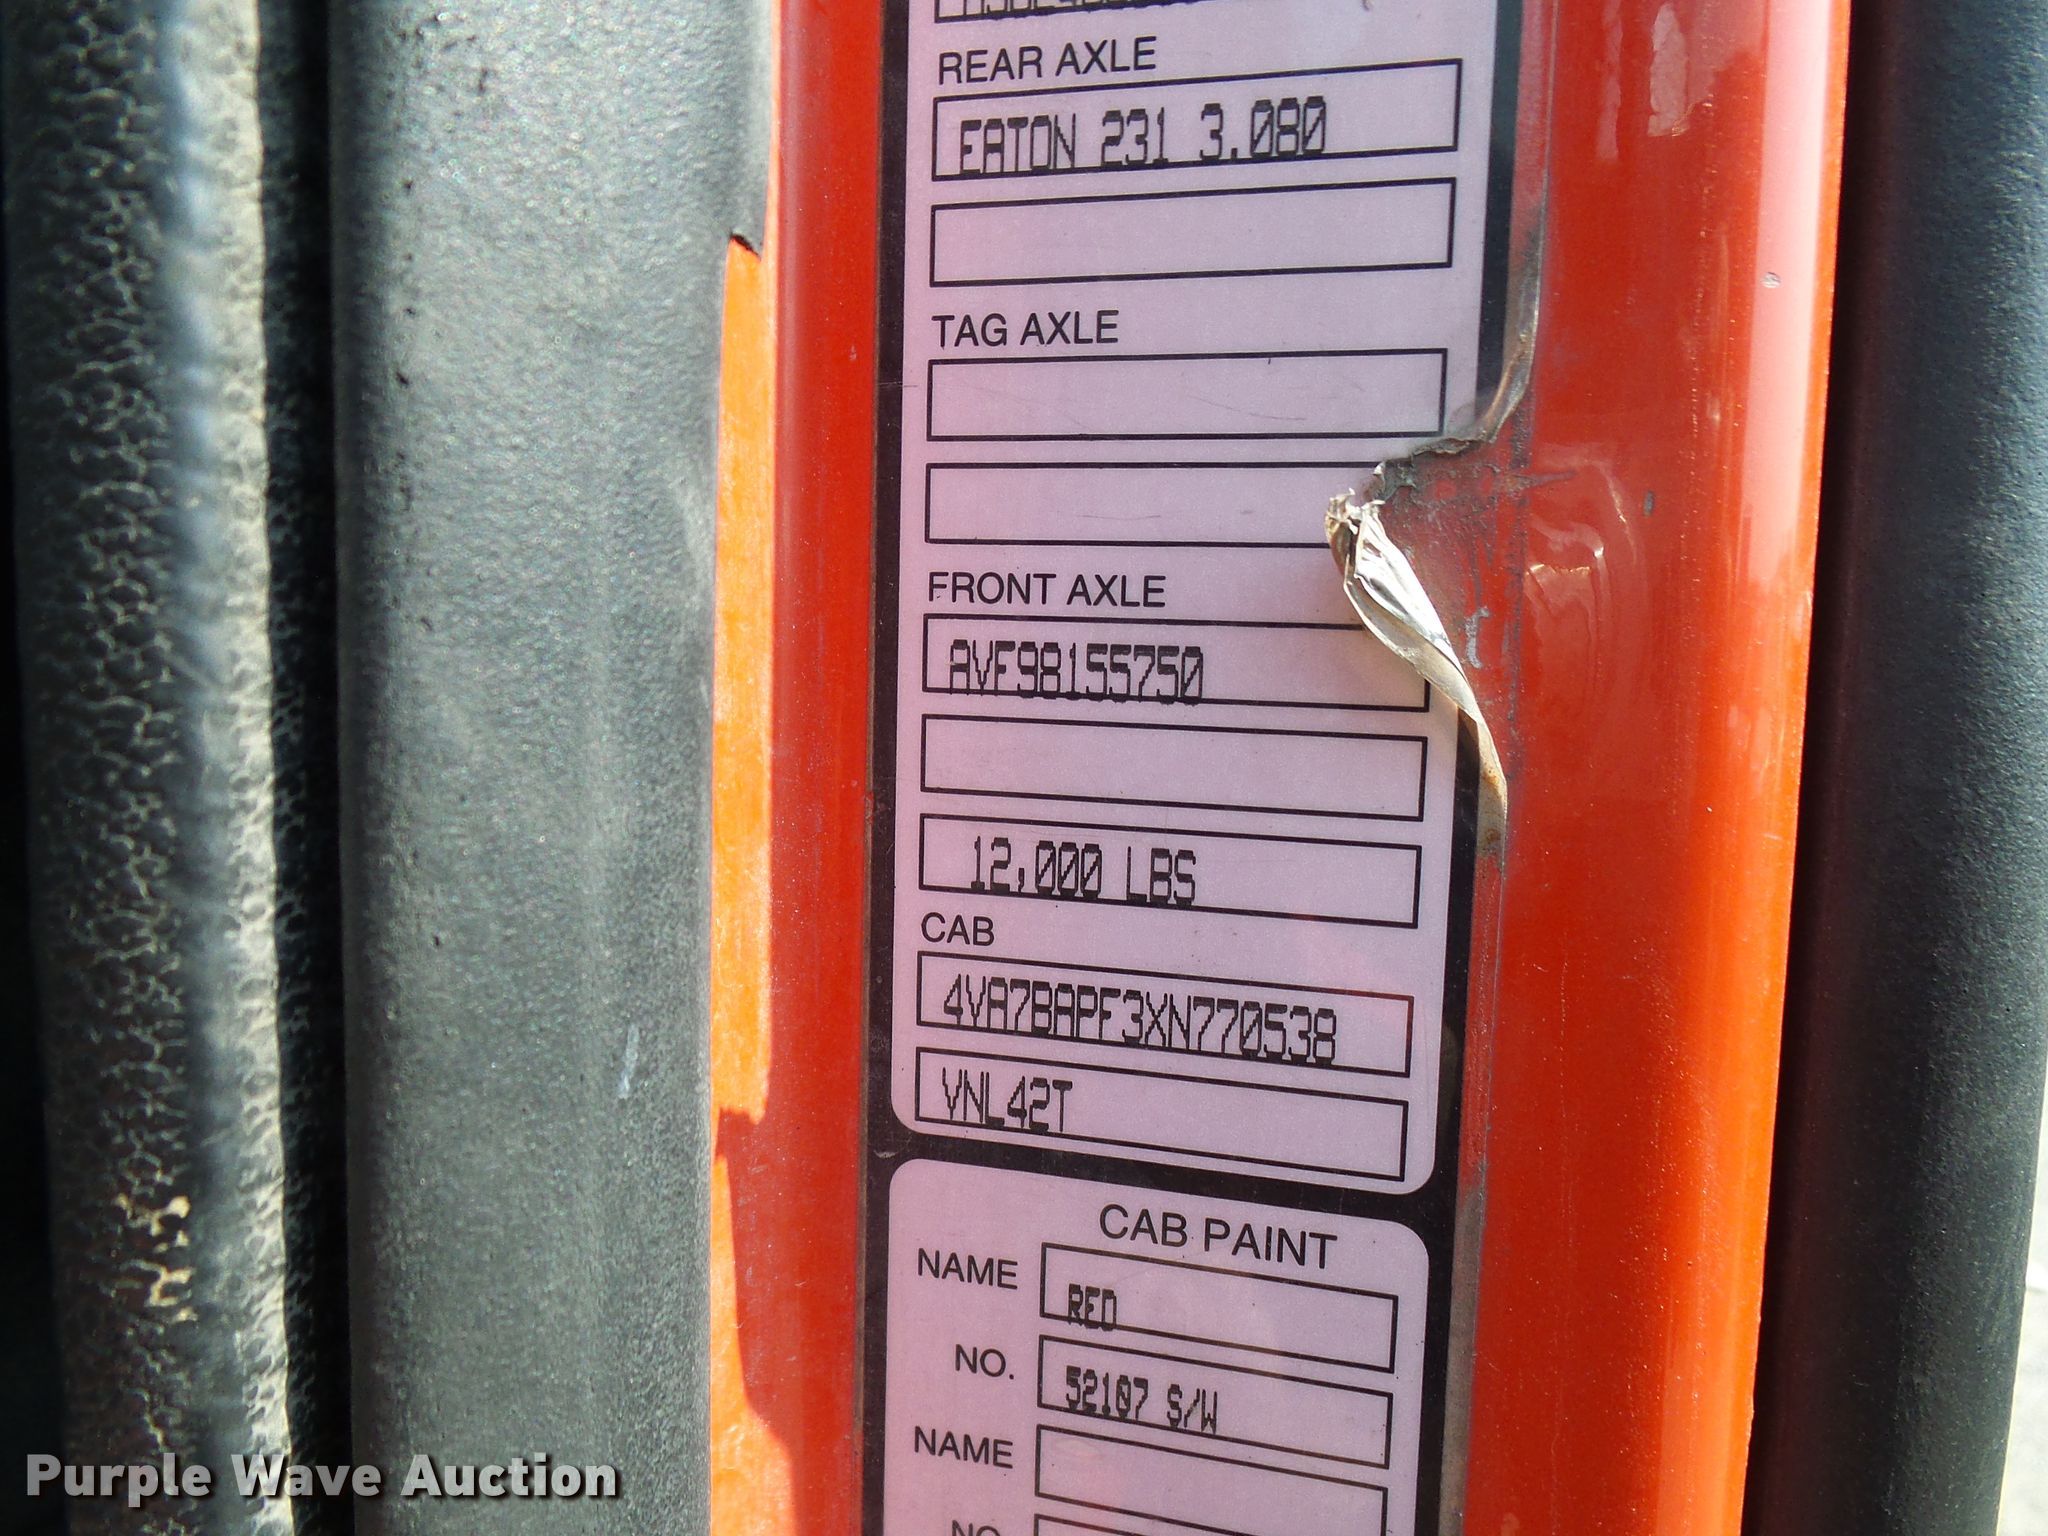 REAR AXLE
EATON 231 3.080
TAG AXLE
FRONT AXLE
AVF98155750
12,000 LBS
CAB
4VA7BAPF3XN770538
VNL42T
CAB PAINT
NAME RED
NO. 52107 S/W
NAME
NO.
Purple Wave Auction